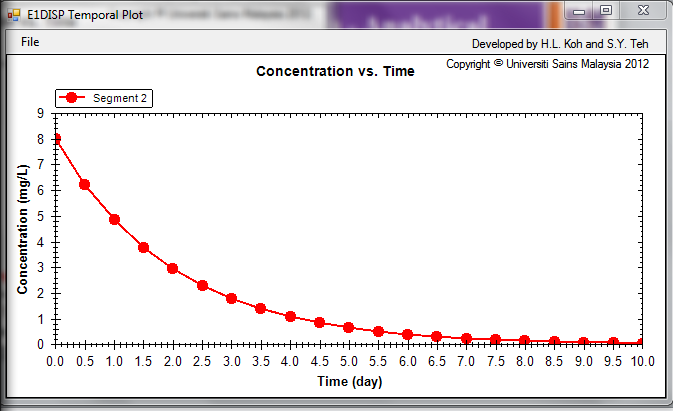 E1DISP Temporal Plot
File
Developed by H.L. Koh and S.Y. Teh
Copyright © Universiti Sains Malaysia 2012
Concentration vs. Time
Segment 2
Concentration (mg/L)
9
8
7
6
5
4
3
2
1
0
0.0 0.5 1.0 1.5 2.0 2.5 3.0 3.5 4.0 4.5 5.0 5.5 6.0 6.5 7.0 7.5 8.0 8.5 9.0 9.5 10.0
Time (day)